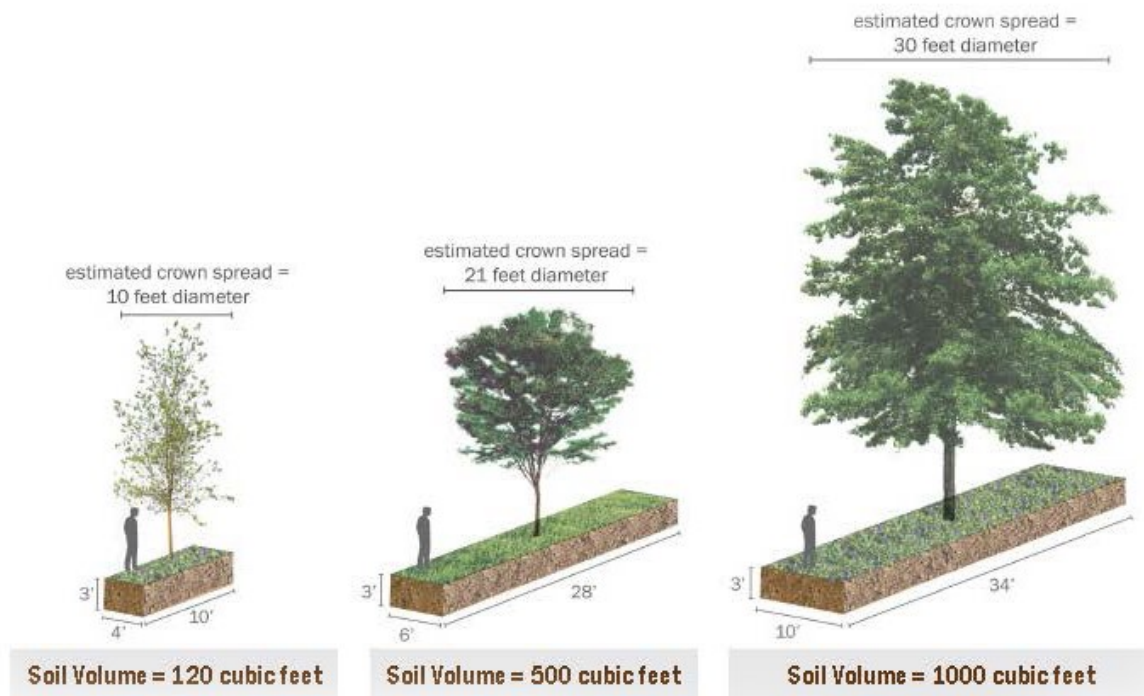 estimated crown spread =
10 feet diameter
3'
4'
10'
Soil Volume = 120 cubic feet
estimated crown spread =
21 feet diameter
3'
6'
28'
Soil Volume = 500 cubic feet
estimated crown spread =
30 feet diameter
3'
10'
34'
Soil Volume = 1000 cubic feet